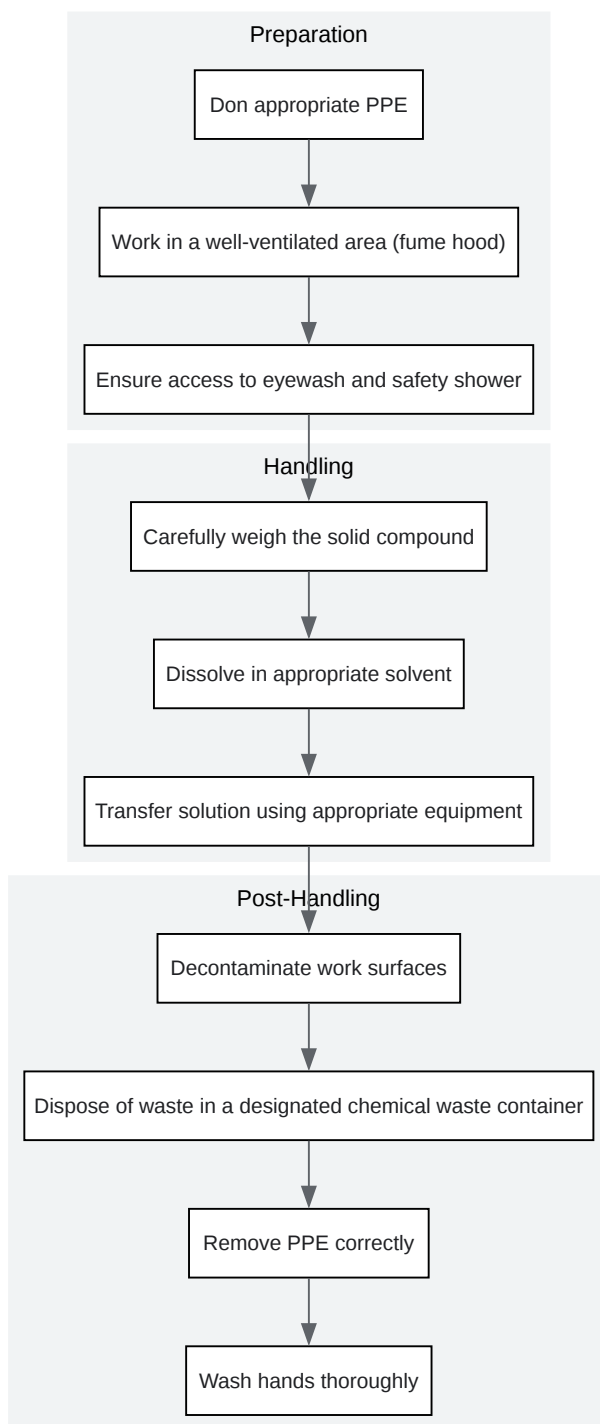 Preparation
Don appropriate PPE
Work in a well-ventilated area (fume hood)
Ensure access to eyewash and safety shower
Handling
Carefully weigh the solid compound
Dissolve in appropriate solvent
Transfer solution using appropriate equipment
Post-Handling
Decontaminate work surfaces
Dispose of waste in a designated chemical waste container
Remove PPE correctly
Wash hands thoroughly